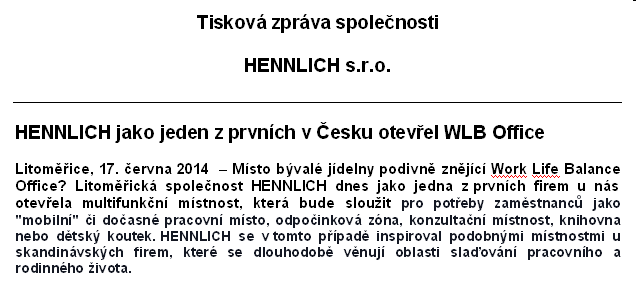 Tisková zpráva společnosti
HENNLICH s.r.o.
HENNLICH jako jeden z prvních v Česku otevřel WLB Office
Litoměřice, 17. června 2014 – Místo bývalé jídelny podivně znějící Work Life Balance
Office? Litoměřická společnost HENNLICH dnes jako jedna z prvních firem u nás
otevřela multifunkční místnost, která bude sloužit pro potřeby zaměstnanců jako
"mobilní" či dočasné pracovní místo, odpočinková zóna, konzultační místnost, knihovna
nebo dětský koutek. HENNLICH se v tomto případě inspiroval podobnými místnostmi u
skandinávských firem, které se dlouhodobě věnují oblasti slaďování pracovního a
rodinného života.